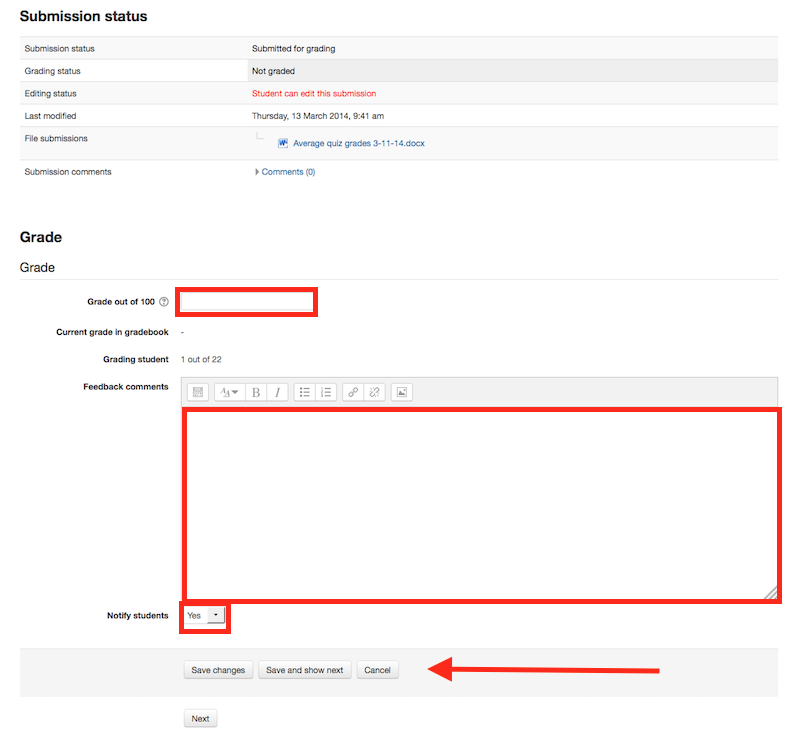 Submission status
Submission status Submitted for grading
Grading status Not graded
Editing status Student can edit this submission
Last modified Thursday, 13 March 2014, 9:41 am
File submissions Average quiz grades 3-11-14.docx
Submission comments Comments (0)
Grade
Grade
Grade out of 100
Current grade in gradebook -
Grading student 1 out of 22
Feedback comments
B I
Notify students Yes
Save changes Save and show next Cancel
Next